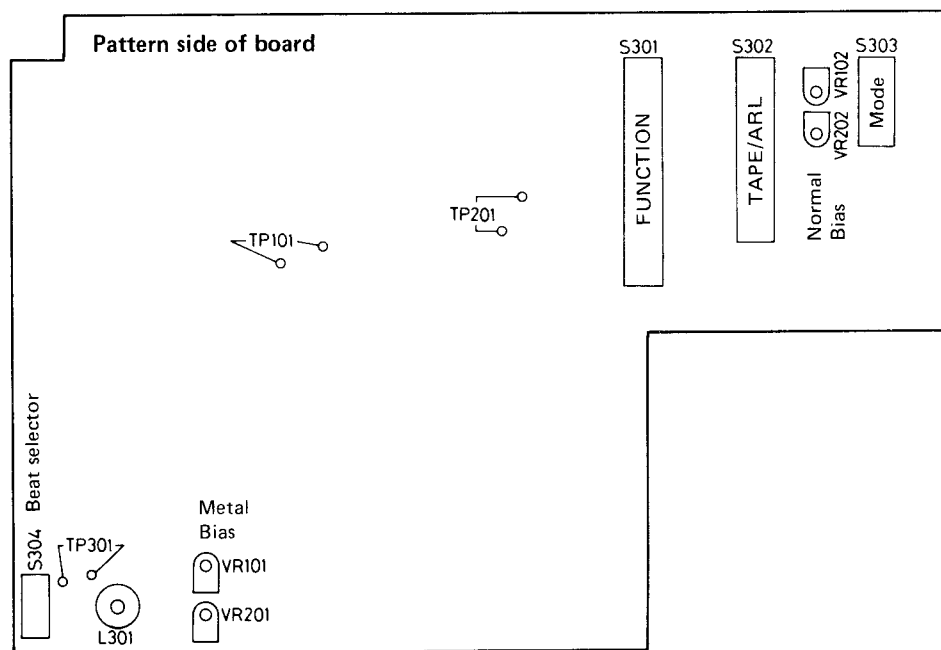 Pattern side of board
S301
S302
S303
FUNCTION
TAPE/ARL
VR102
VR202
Mode
Normal
Bias
TP201
TP101
Beat selector
S304
TP301
L301
Metal
Bias
VR101
VR201